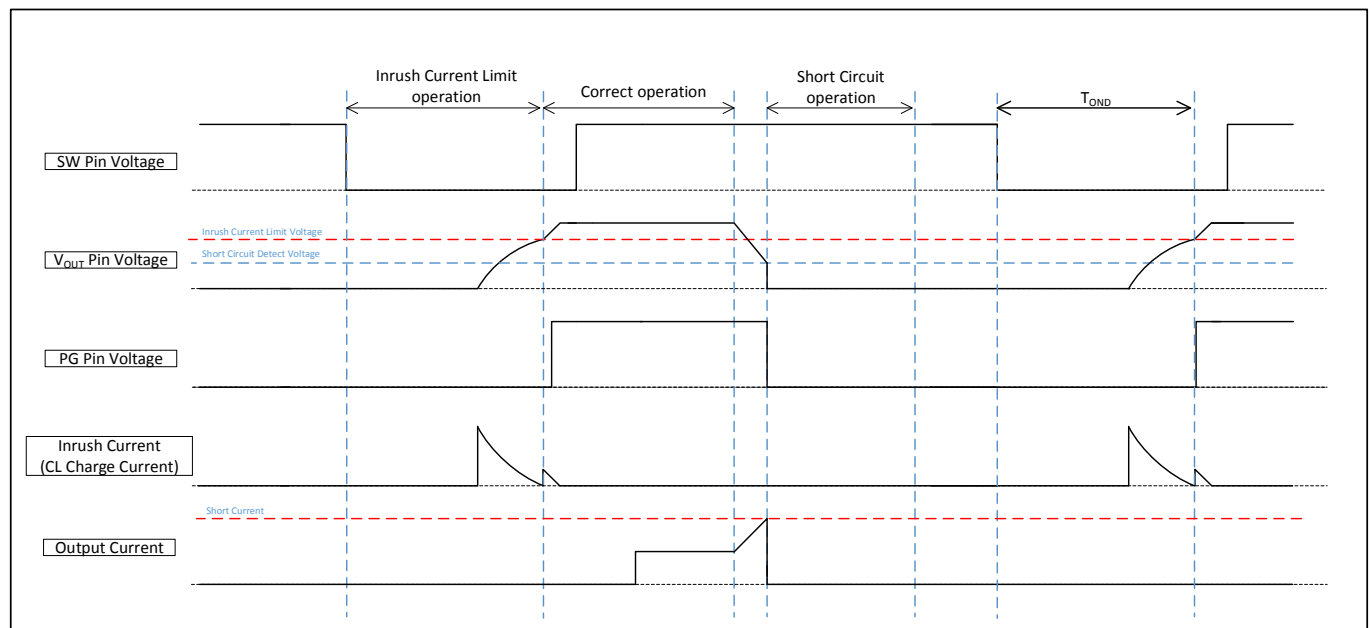 Inrush Current Limit
operation
Correct operation
Short Circuit
operation
TOND
SW Pin Voltage
Inrush Current Limit Voltage
VOUT Pin Voltage
Short Circuit Detect Voltage
PG Pin Voltage
Inrush Current
(CL Charge Current)
Short Current
Output Current